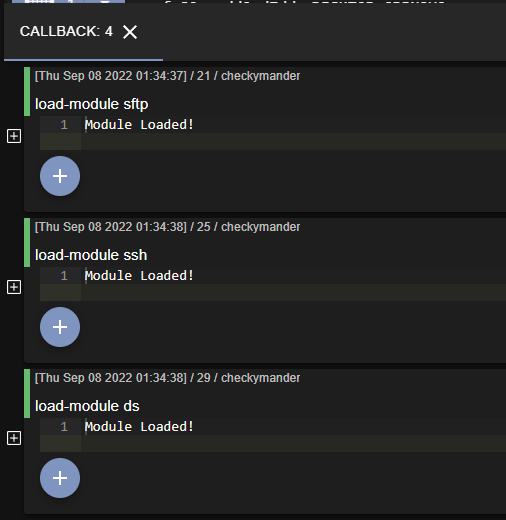 CALLBACK: 4
[Thu Sep 08 2022 01:34:37] / 21 / checkymander
load-module sftp
1 Module Loaded!
[Thu Sep 08 2022 01:34:38] / 25 / checkymander
load-module ssh
1 Module Loaded!
[Thu Sep 08 2022 01:34:38] / 29 / checkymander
load-module ds
1 Module Loaded!